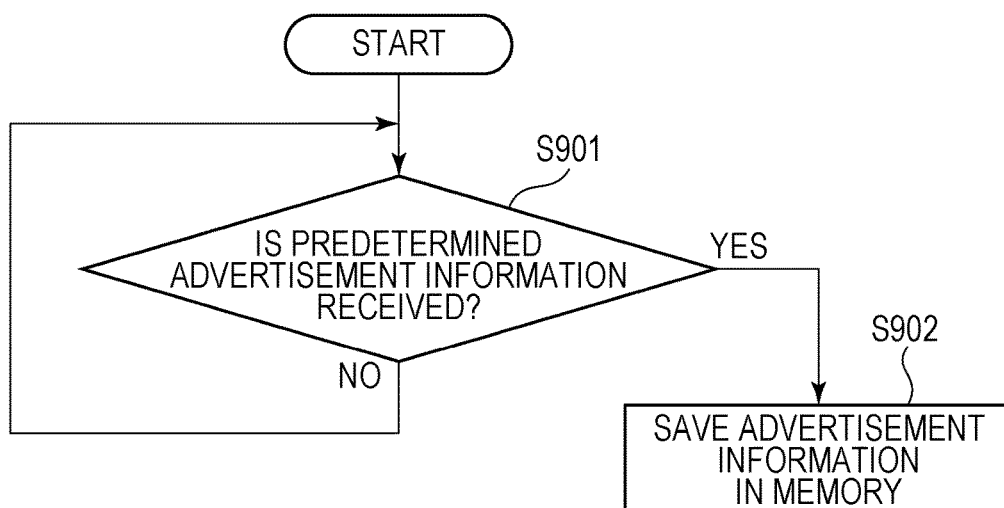 START
S901
IS PREDETERMINED
ADVERTISEMENT INFORMATION
RECEIVED?
YES
NO
S902
SAVE ADVERTISEMENT
INFORMATION
IN MEMORY